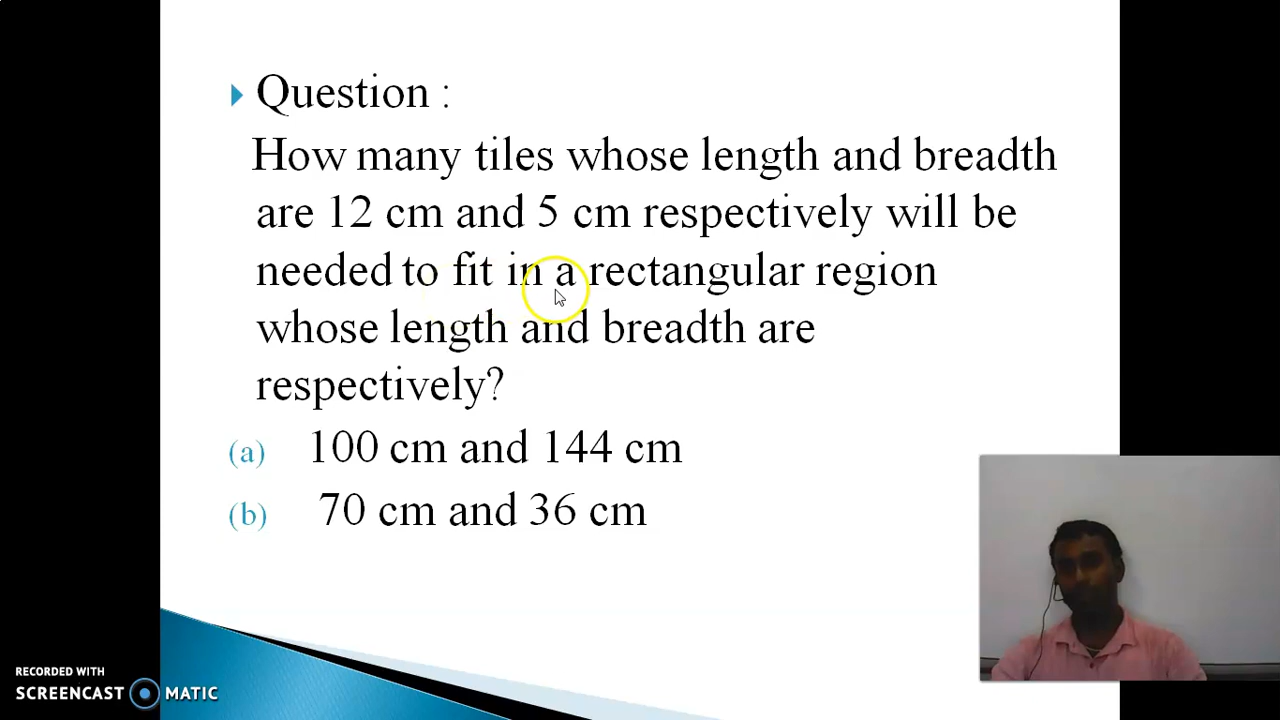 Question :
How many tiles whose length and breadth
are 12 cm and 5 cm respectively will be
needed to fit in a rectangular region
whose length and breadth are
respectively?
(a) 100 cm and 144 cm
(b) 70 cm and 36 cm
RECORDED WITH
SCREENCAST MATIC